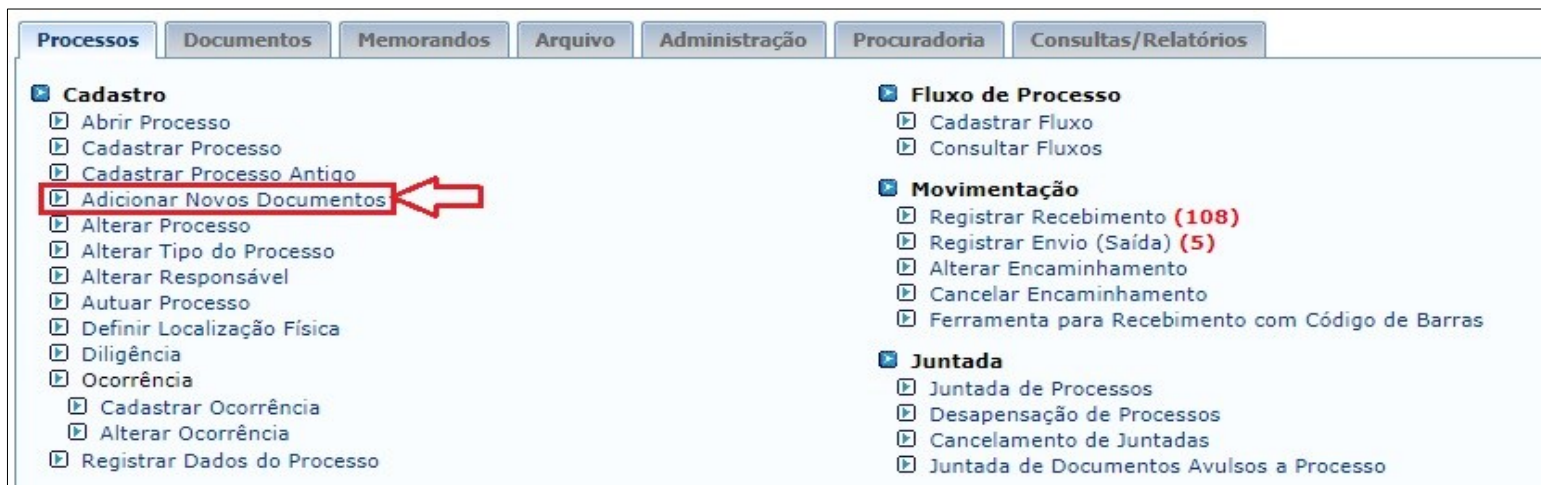 Processos Documentos Memorandos Arquivo Administração Procuradoria Consultas/Relatórios
Cadastro
Abrir Processo
Cadastrar Processo
Cadastrar Processo Antigo
Adicionar Novos Documentos
Alterar Processo
Alterar Tipo do Processo
Alterar Responsável
Autuar Processo
Definir Localização Física
Diligência
Ocorrência
Cadastrar Ocorrência
Alterar Ocorrência
Registrar Dados do Processo
Fluxo de Processo
Cadastrar Fluxo
Consultar Fluxos
Movimentação
Registrar Recebimento (108)
Registrar Envio (Saída) (5)
Alterar Encaminhamento
Cancelar Encaminhamento
Ferramenta para Recebimento com Código de Barras
Juntada
Juntada de Processos
Desapensação de Processos
Cancelamento de Juntadas
Juntada de Documentos Avulsos a Processo